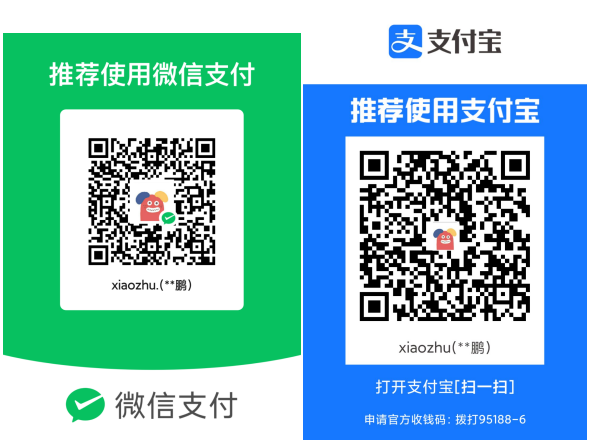 推荐使用微信支付
xiaozhu.(**鹏)
微信支付
支 支付宝
推荐使用支付宝
xiaozhu(**鹏)
打开支付宝[扫一扫]
申请官方收钱码：拨打95188-6